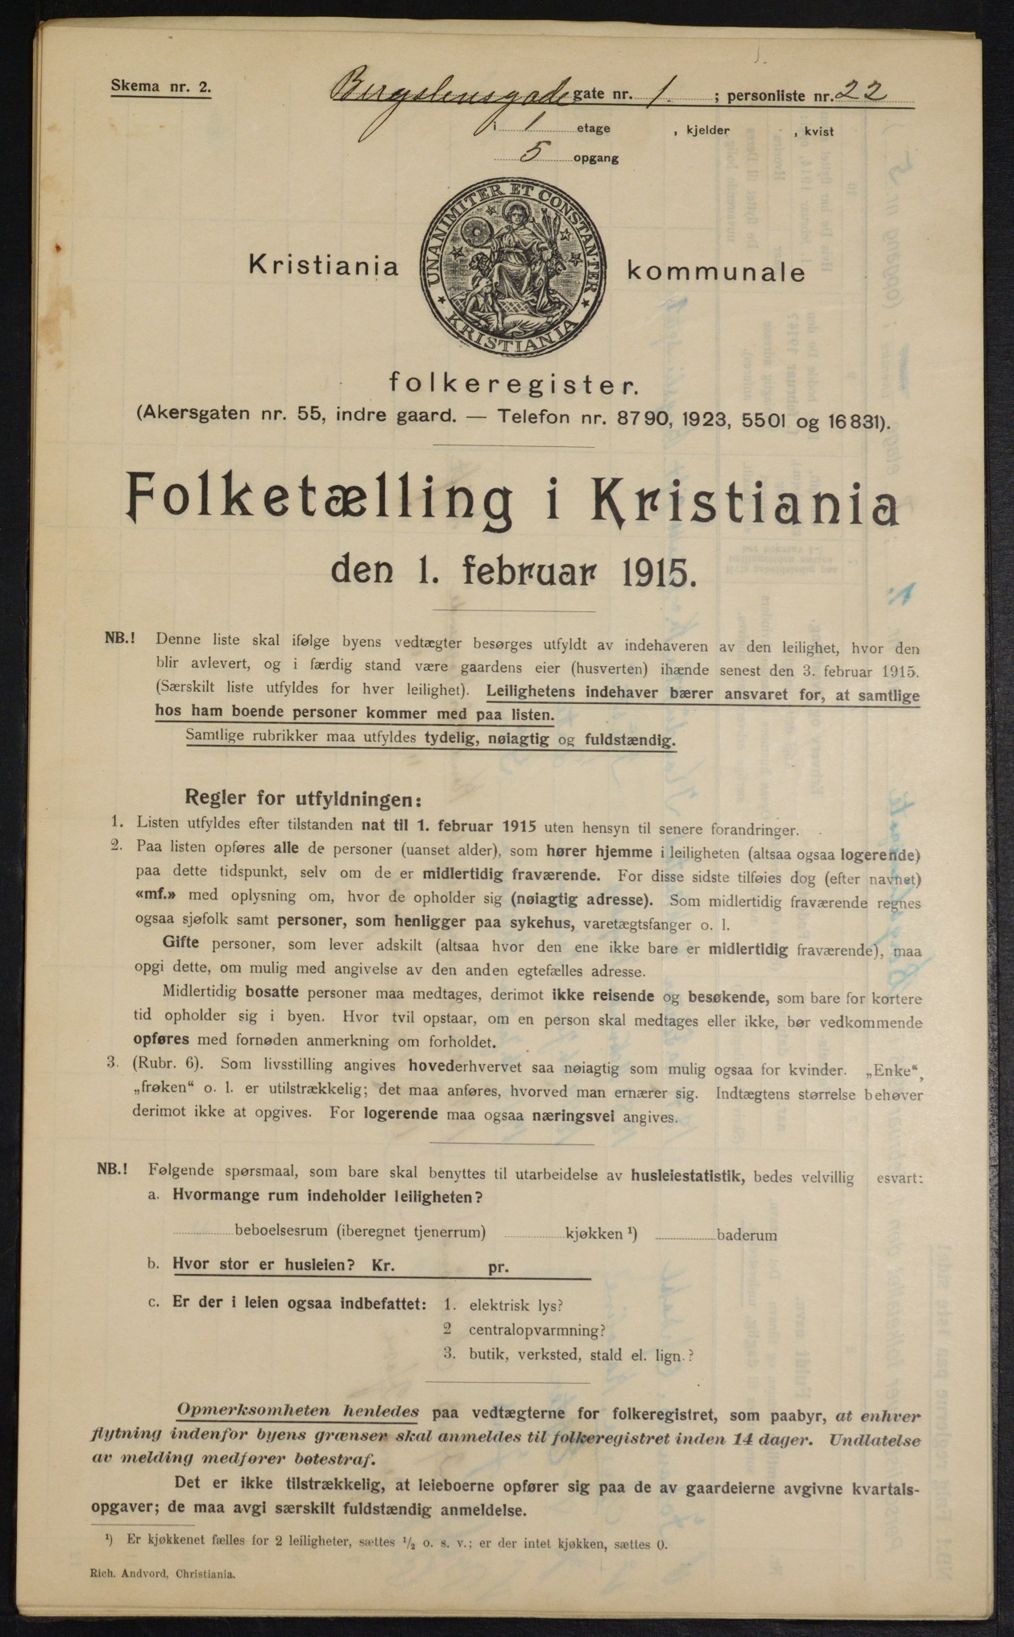 Skema nr. 2.
Bergslensgade gate nr. 1. ; personliste nr. 22
i 1 etage , kjelder , kvist
5 opgang
UNANIMITER ET CONSTANTER
KRISTIANIA
Kristiania kommunale
folkeregister.
(Akersgaten nr. 55, indre gaard. — Telefon nr. 8790, 1923, 5501 og 16831).
Folketælling i Kristiania
den 1. februar 1915.
NB.! Denne liste skal ifølge byens vedtægter besørges utfyldt av indehaveren av den leilighet, hvor den
blir avlevert, og i færdig stand være gaardens eier (husverten) ihænde senest den 3. februar 1915.
(Særskilt liste utfyldes for hver leilighet). Leilighetens indehaver bærer ansvaret for, at samtlige
hos ham boende personer kommer med paa listen.
Samtlige rubrikker maa utfyldes tydelig, nøiagtig og fuldstændig.
Regler for utfyldningen:
1. Listen utfyldes efter tilstanden nat til 1. februar 1915 uten hensyn til senere forandringer.
2. Paa listen opføres alle de personer (uanset alder), som hører hjemme i leiligheten (altsaa ogsaa logerende)
paa dette tidspunkt, selv om de er midlertidig fraværende. For disse sidste tilføies dog (efter navnet)
«mf.» med oplysning om, hvor de opholder sig (nøiagtig adresse). Som midlertidig fraværende regnes
ogsaa sjøfolk samt personer, som henligger paa sykehus, varetægtsfanger o. l.
Gifte personer, som lever adskilt (altsaa hvor den ene ikke bare er midlertidig fraværende), maa
opgi dette, om mulig med angivelse av den anden egtefælles adresse.
Midlertidig bosatte personer maa medtages, derimot ikke reisende og besøkende, som bare for kortere
tid opholder sig i byen. Hvor tvil opstaar, om en person skal medtages eller ikke, bør vedkommende
opføres med fornøden anmerkning om forholdet.
3. (Rubr. 6). Som livsstilling angives hovederhvervet saa nøiagtig som mulig ogsaa for kvinder. „Enke“,
„frøken“ o. l. er utilstrækkelig; det maa anføres, hvorved man ernærer sig. Indtægtens størrelse behøver
derimot ikke at opgives. For logerende maa ogsaa næringsvei angives.
NB.! Følgende spørsmaal, som bare skal benyttes til utarbeidelse av husleiestatistik, bedes velvillig esvart:
a. Hvormange rum indeholder leiligheten?
beboelsesrum (iberegnet tjenerrum) kjøkken ¹) baderum
b. Hvor stor er husleien? Kr. pr.
c. Er der i leien ogsaa indbefattet: 1. elektrisk lys?
2 centralopvarmning?
3. butik, verksted, stald el. lign.?
Opmerksomheten henledes paa vedtægterne for folkeregistret, som paabyr, at enhver
flytning indenfor byens grænser skal anmeldes til folkeregistret inden 14 dager. Undlatelse
av melding medfører bøtestraf.
Det er ikke tilstrækkelig, at leieboerne opfører sig paa de av gaardeierne avgivne kvartals-
opgaver; de maa avgi særskilt fuldstændig anmeldelse.
¹) Er kjøkkenet fælles for 2 leiligheter, sættes ½ o. s. v.; er der intet kjøkken, sættes 0.
Rich. Andvord, Christiania.